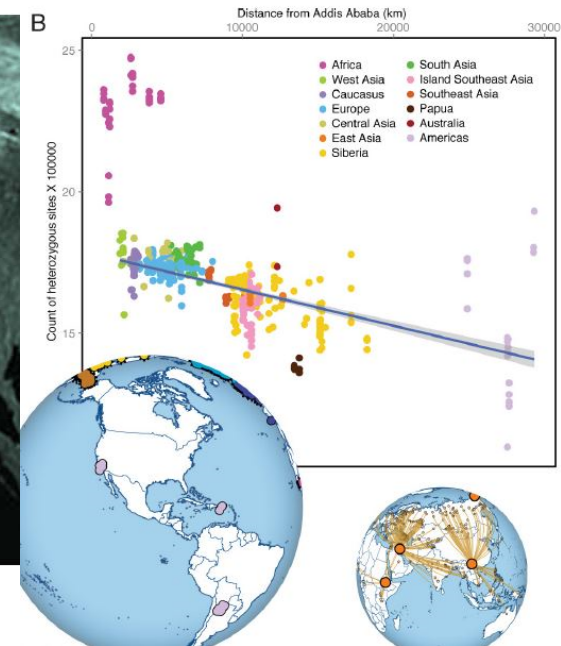 B
Distance from Addis Ababa (km)
0 10000 20000 30000
25
20
15
Count of heterozygous sites X 100000
Africa
West Asia
Caucasus
Europe
Central Asia
East Asia
Siberia
South Asia
Island Southeast Asia
Southeast Asia
Papua
Australia
Americas